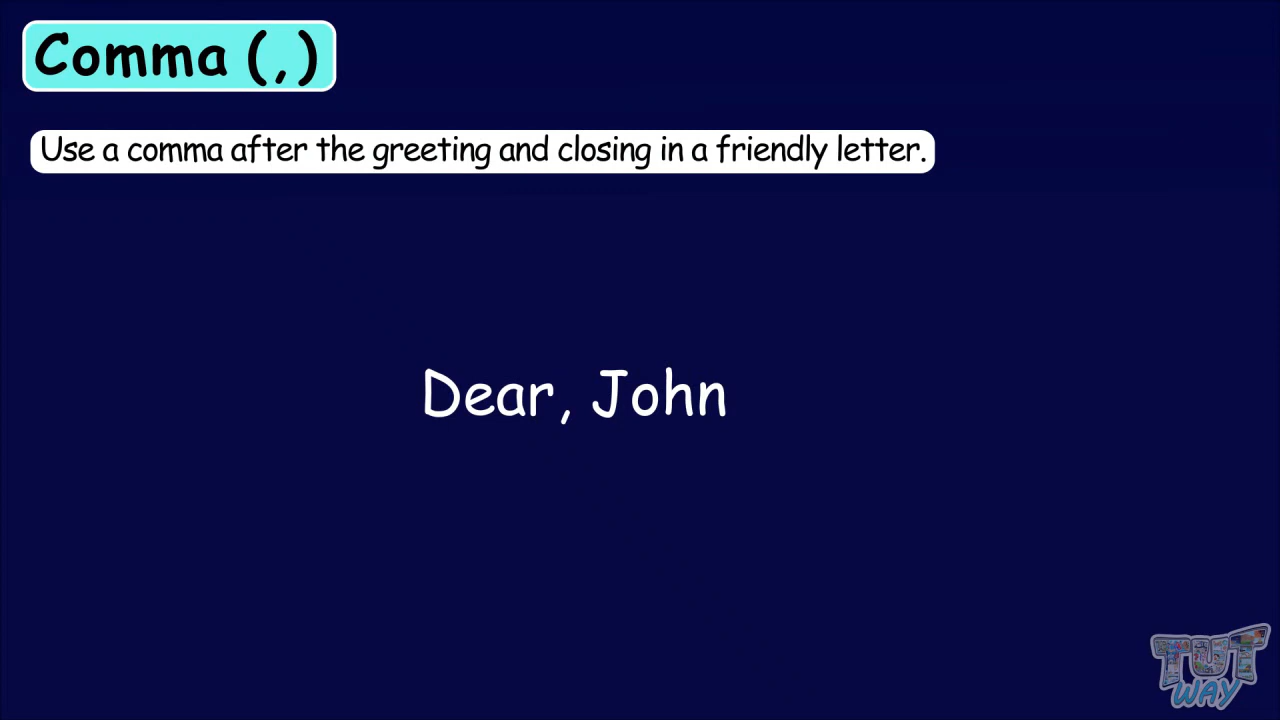 Comma (,)
Use a comma after the greeting and closing in a friendly letter.
Dear, John
TUT
WAY